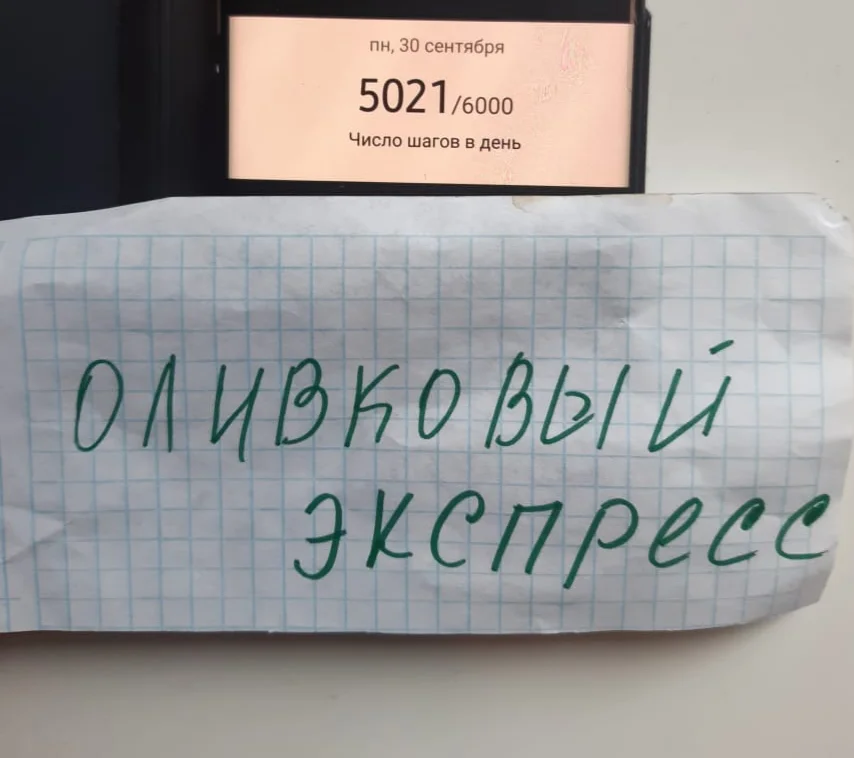 пн, 30 сентября
5021/6000
Число шагов в день
ОЛИВКОВЫЙ
ЭКСПРеСС